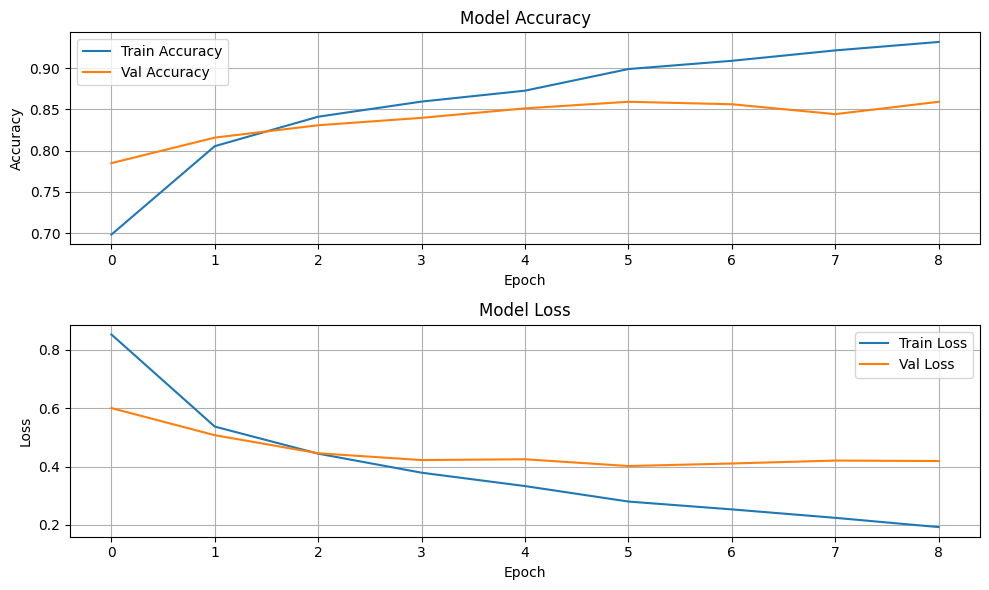 Model Accuracy
Train Accuracy
Val Accuracy
Accuracy
0.90
0.85
0.80
0.75
0.70
0 1 2 3 4 5 6 7 8
Epoch
Model Loss
Train Loss
Val Loss
Loss
0.8
0.6
0.4
0.2
0 1 2 3 4 5 6 7 8
Epoch